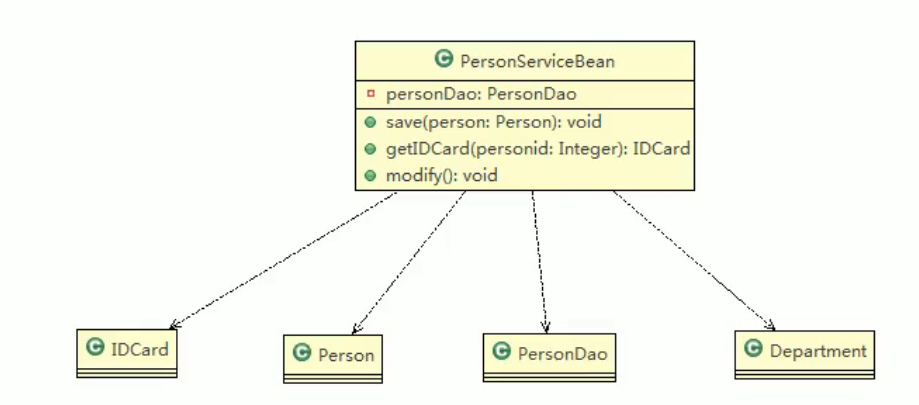 C PersonServiceBean
personDao: PersonDao
save(person: Person): void
getIDCard(personid: Integer): IDCard
modify(): void
C IDCard
C Person
C PersonDao
C Department